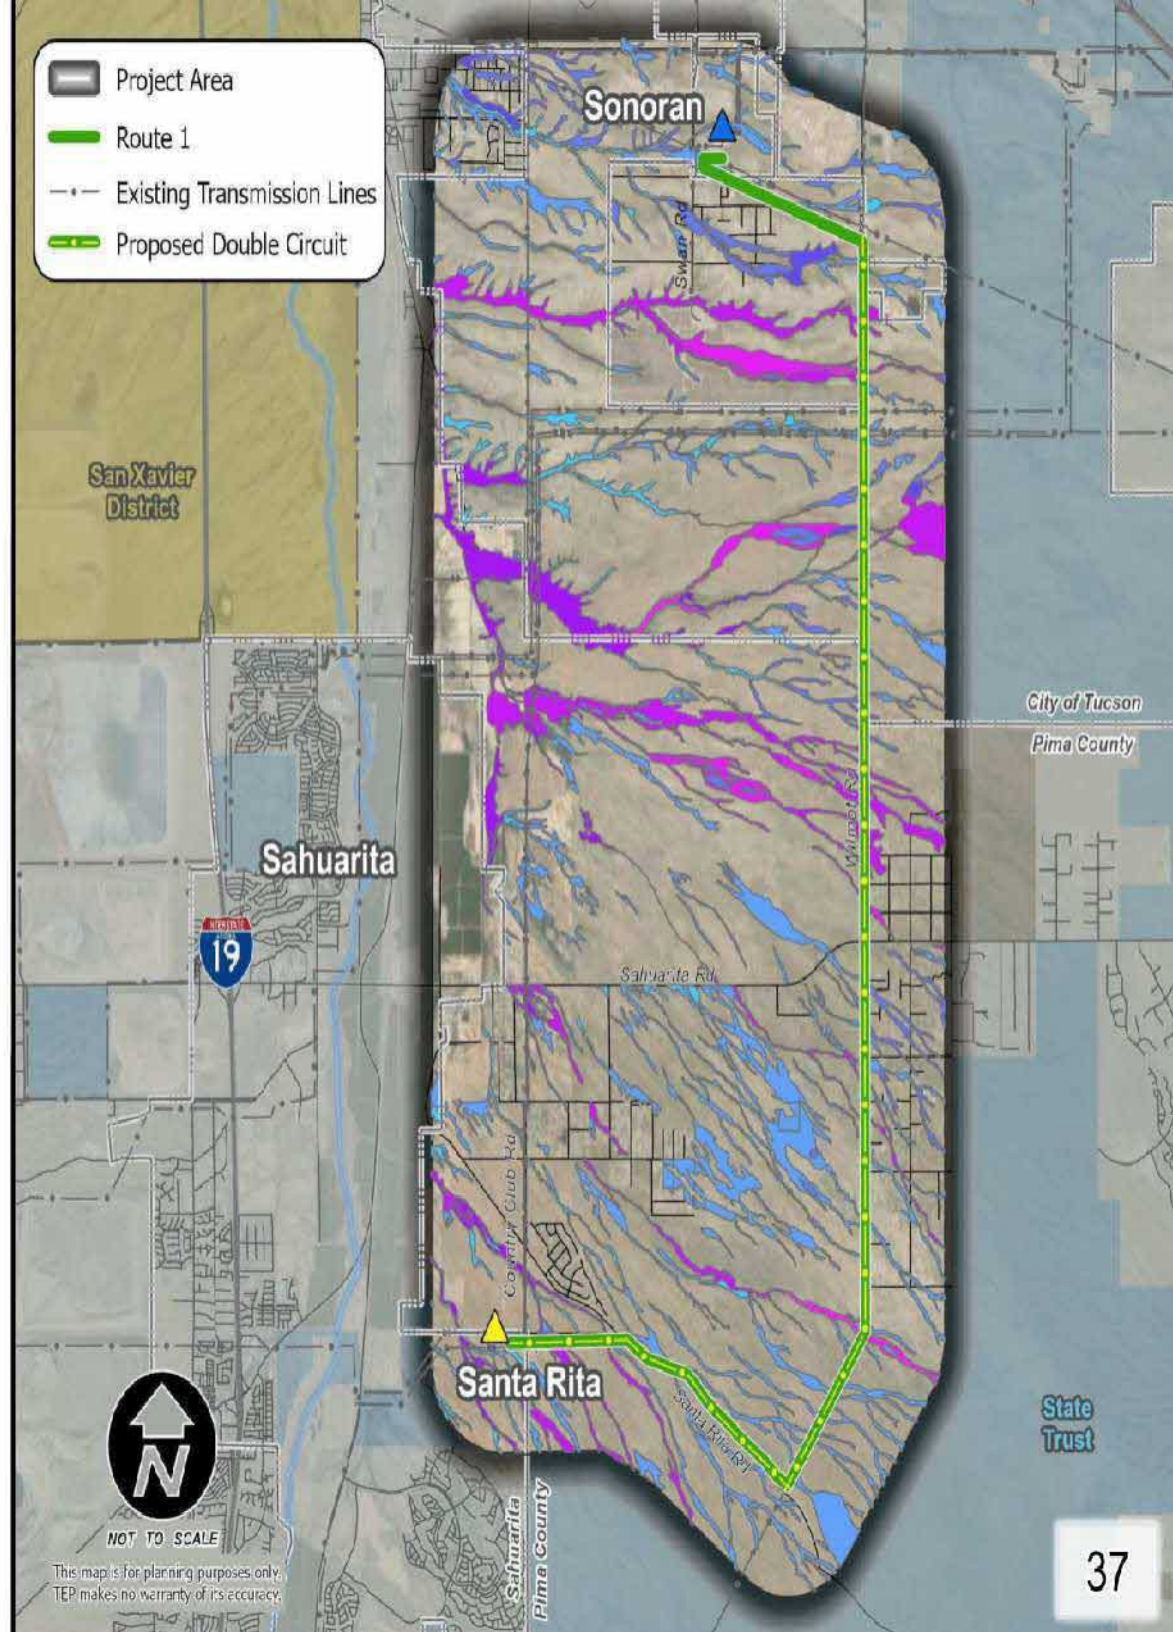 Project Area
Route 1
Existing Transmission Lines
Proposed Double Circuit
Sonoran
Swan Rd
San Xavier
District
City of Tucson
Pima County
Wilmot Rd
Sahuarita
INTERSTATE
19
Sahuarita Rd
Country Club Rd
Santa Rita
Santa Rita Rd
State
Trust
N
NOT TO SCALE
This map is for planning purposes only.
TEP makes no warranty of its accuracy.
Sahuarita
Pima County
37